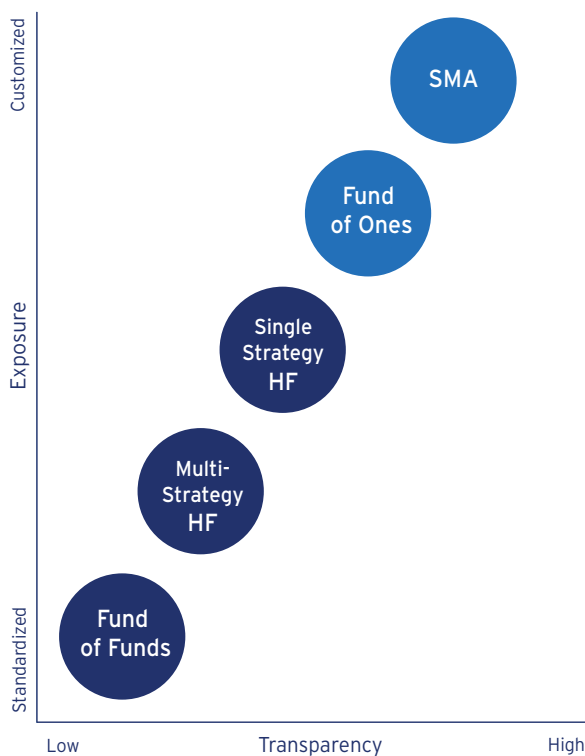 Customized
SMA
Fund
of Ones
Exposure
Single
Strategy
HF
Multi-
Strategy
HF
Standardized
Fund
of Funds
Low
Transparency
High